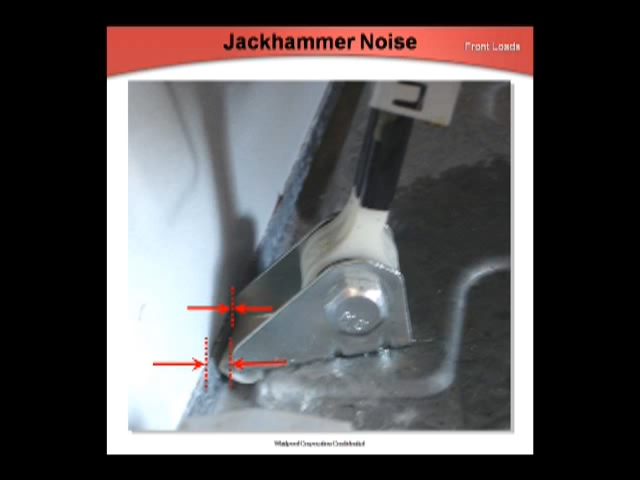 Jackhammer Noise
Front Loads
Whirlpool Corporation Confidential